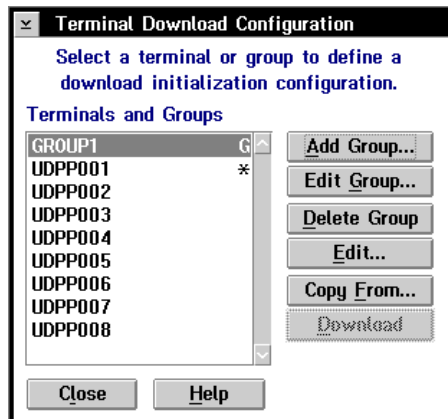 Terminal Download Configuration
Select a terminal or group to define a
download initialization configuration.
Terminals and Groups
GROUP1 G
UDPP001 *
UDPP002
UDPP003
UDPP004
UDPP005
UDPP006
UDPP007
UDPP008
Add Group...
Edit Group...
Delete Group
Edit...
Copy From...
Download
Close
Help